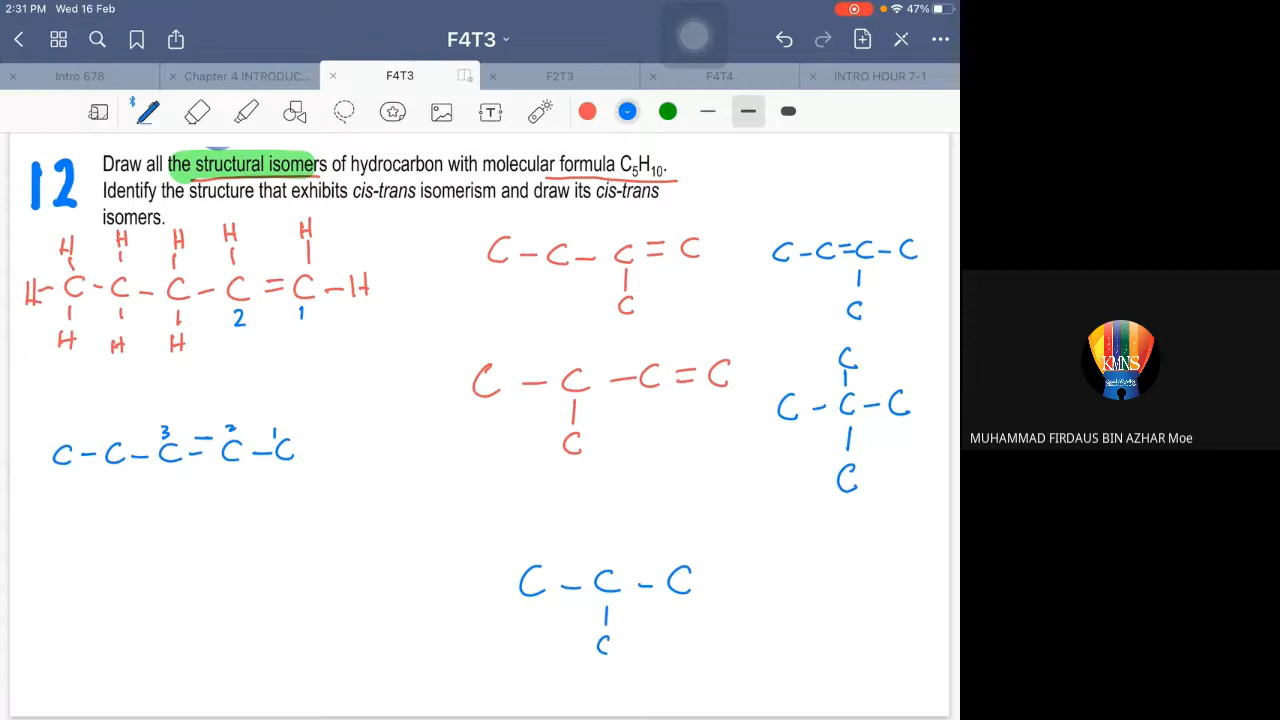 2:31 PM Wed 16 Feb
47%
F4T3
Intro 678
Chapter 4 INTRODUC...
F4T3
F2T3
F4T4
INTRO HOUR 7-1
12
Draw all the structural isomers of hydrocarbon with molecular formula C₅H₁₀.
Identify the structure that exhibits cis-trans isomerism and draw its cis-trans
isomers.
H H H H H
H-C-C-C-C=C-H
2 1
H H H
C-C-C=C
C
C-C=C-C
C
C-C-C=C
C
C
C-C-C
C
3 2 1
C-C-C=C-C
C-C-C
C
KMNS
MUHAMMAD FIRDAUS BIN AZHAR Moe